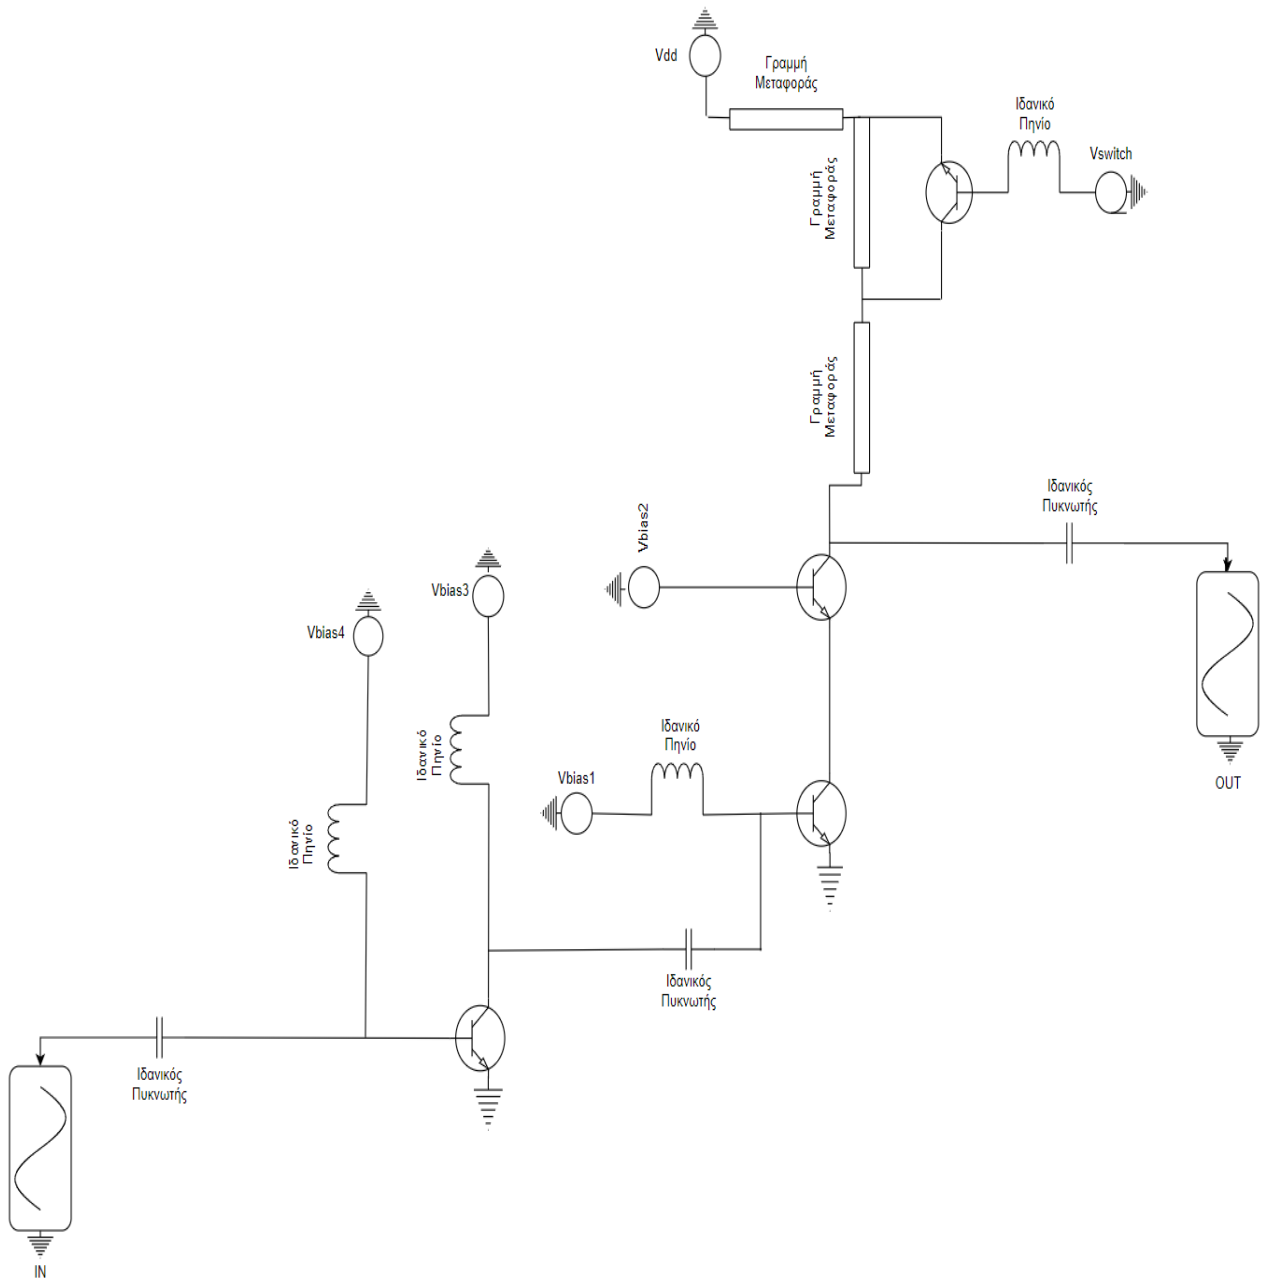 Vdd
Γραμμή
Μεταφοράς
Ιδανικό
Πηνίο
Vswitch
Γραμμή
Μεταφοράς
Γραμμή
Μεταφοράς
Ιδανικός
Πυκνωτής
Vbias2
Vbias3
Vbias4
Ιδανικό
Πηνίο
Ιδανικό
Πηνίο
Vbias1
OUT
Ιδανικό
Πηνίο
Ιδανικός
Πυκνωτής
Ιδανικός
Πυκνωτής
IN